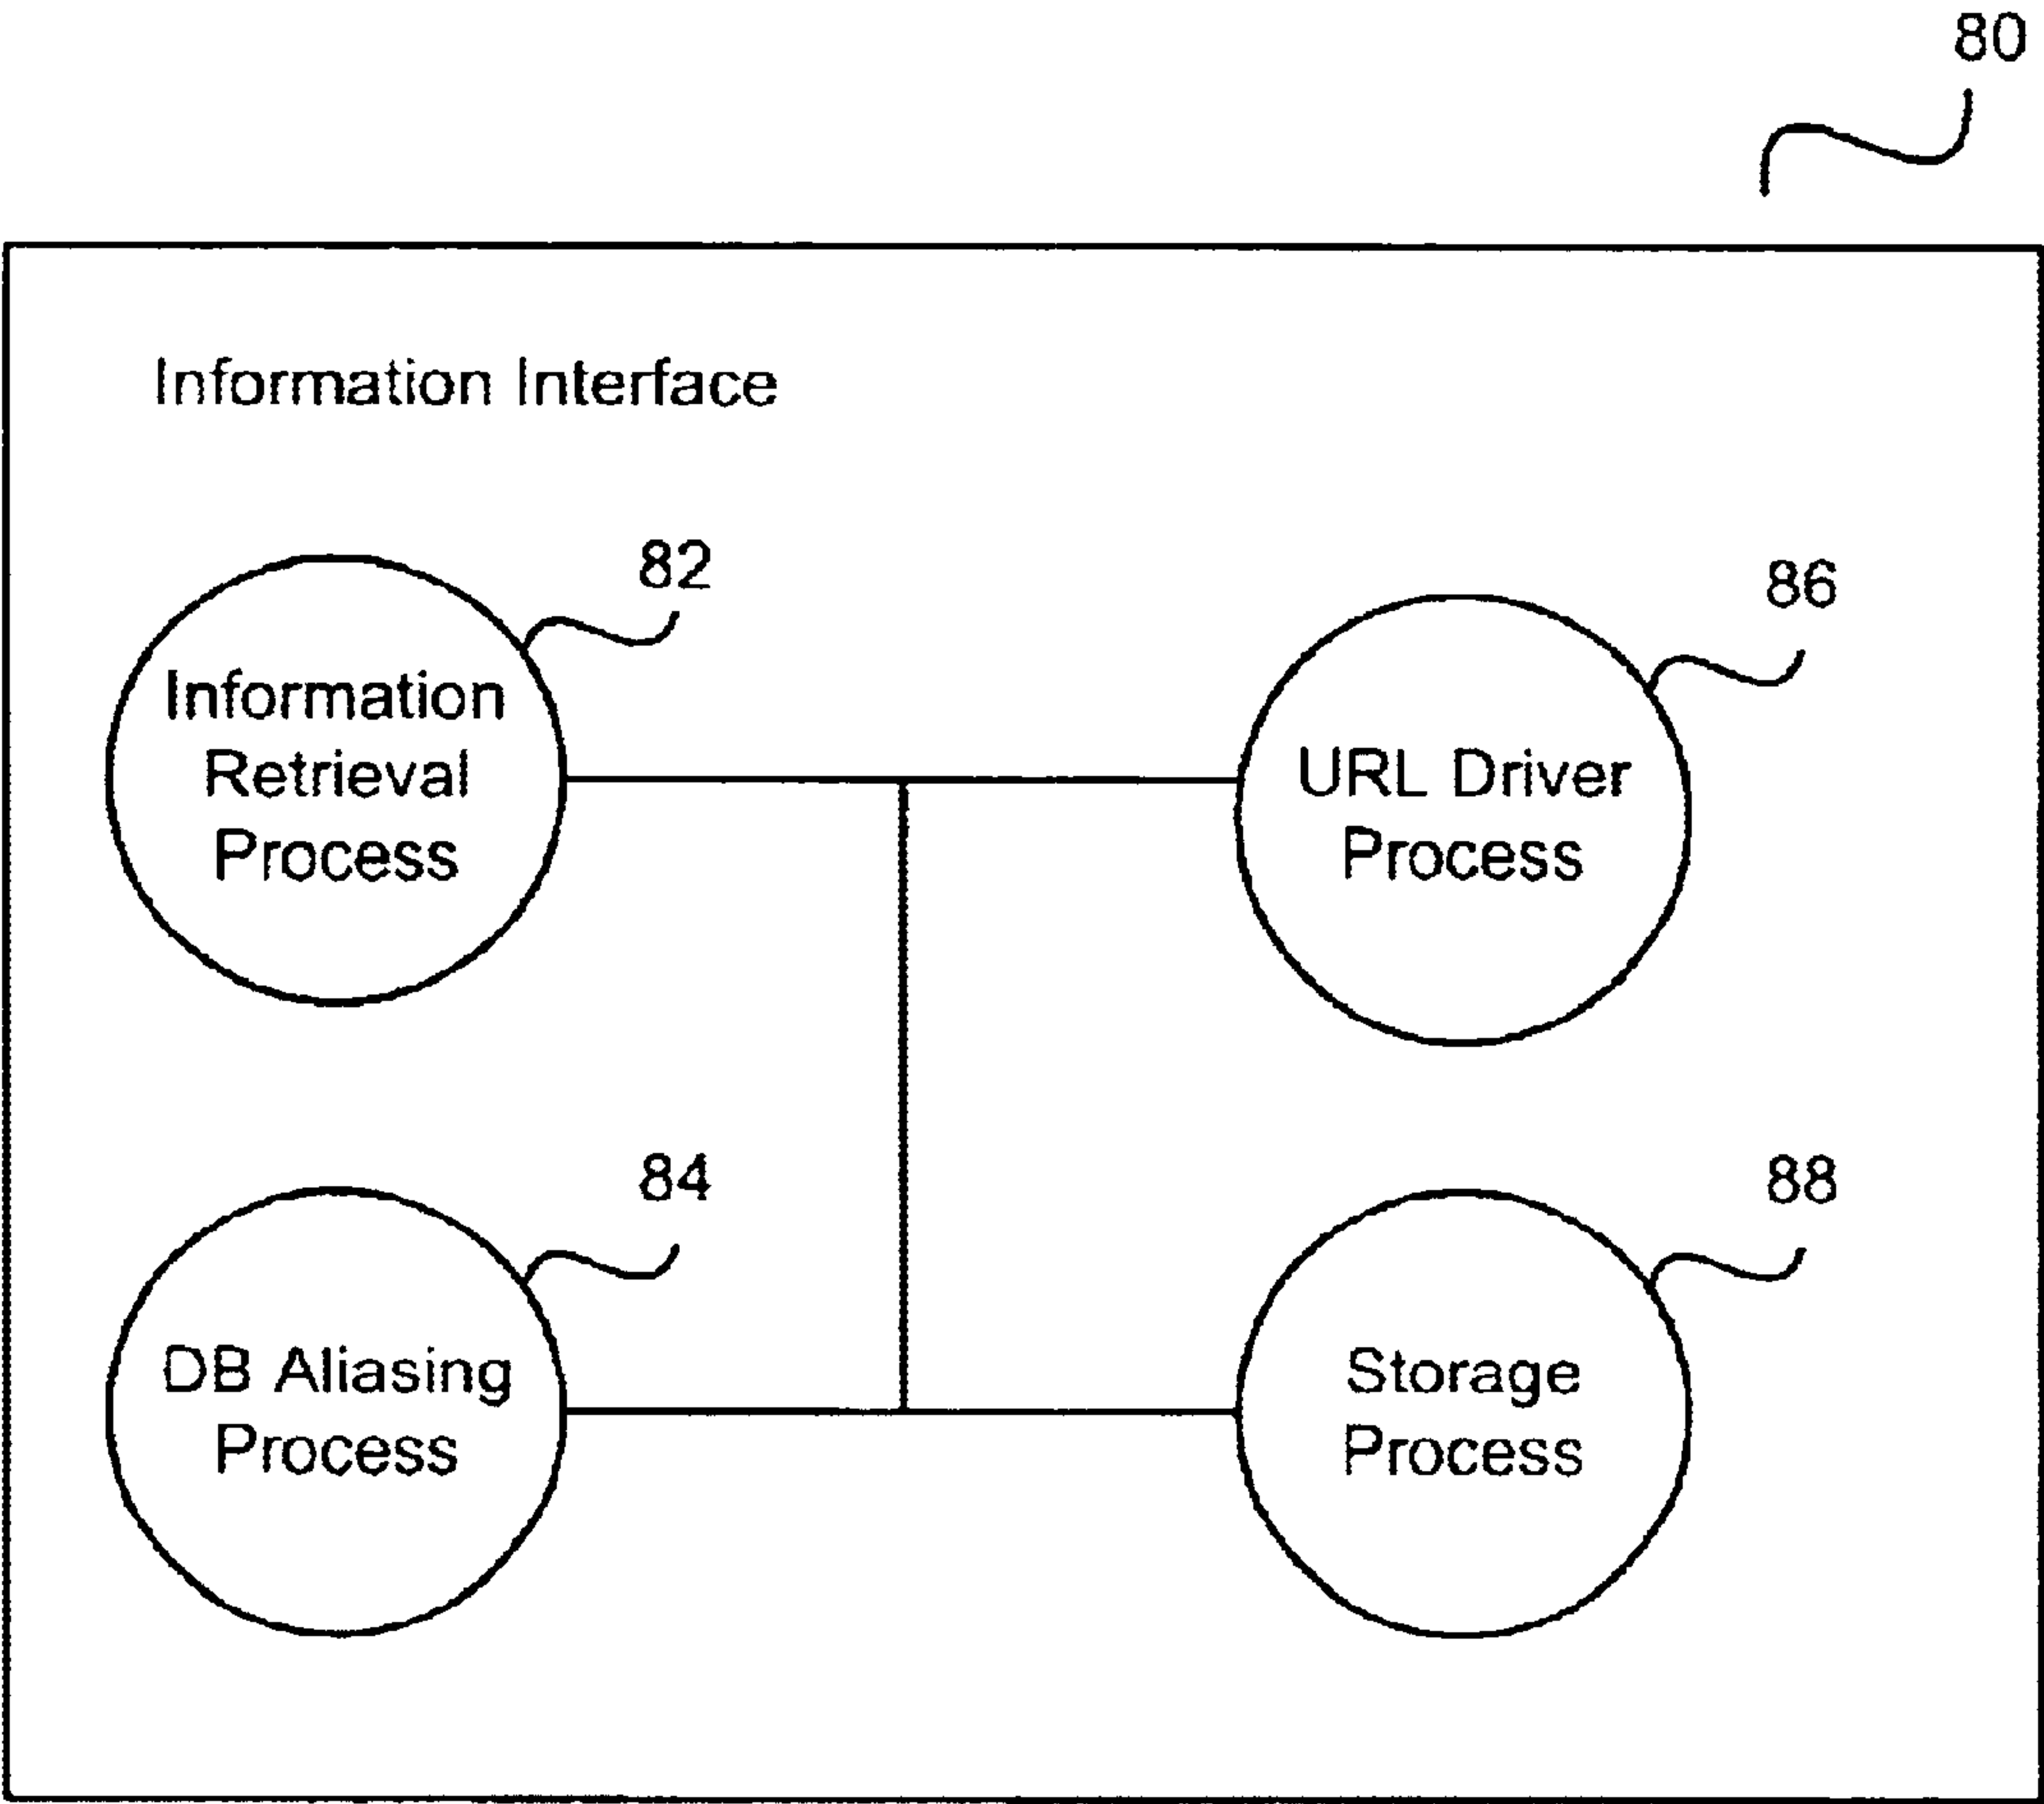 80
Information Interface
82
Information
Retrieval
Process
86
URL Driver
Process
84
DB Aliasing
Process
88
Storage
Process